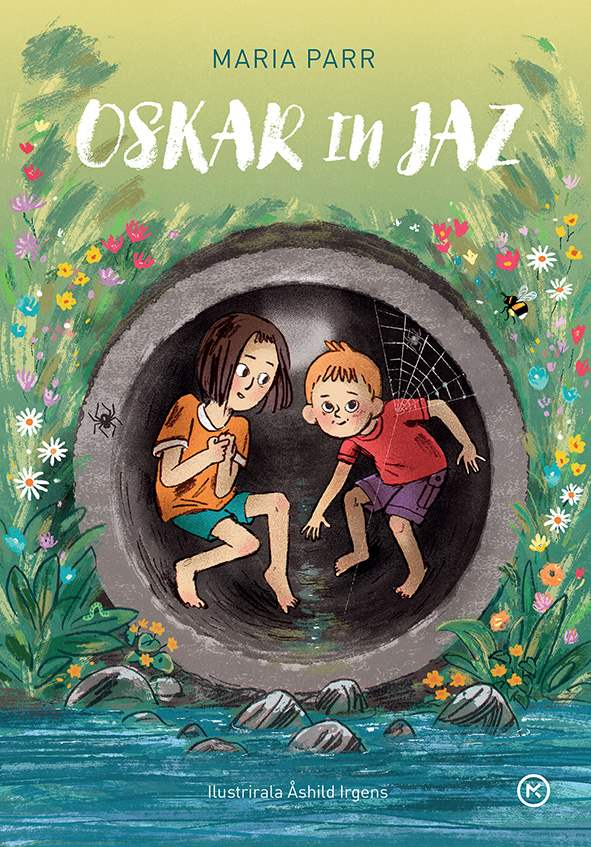 MARIA PARR
OSKAR IN JAZ
Ilustrirala Åshild Irgens